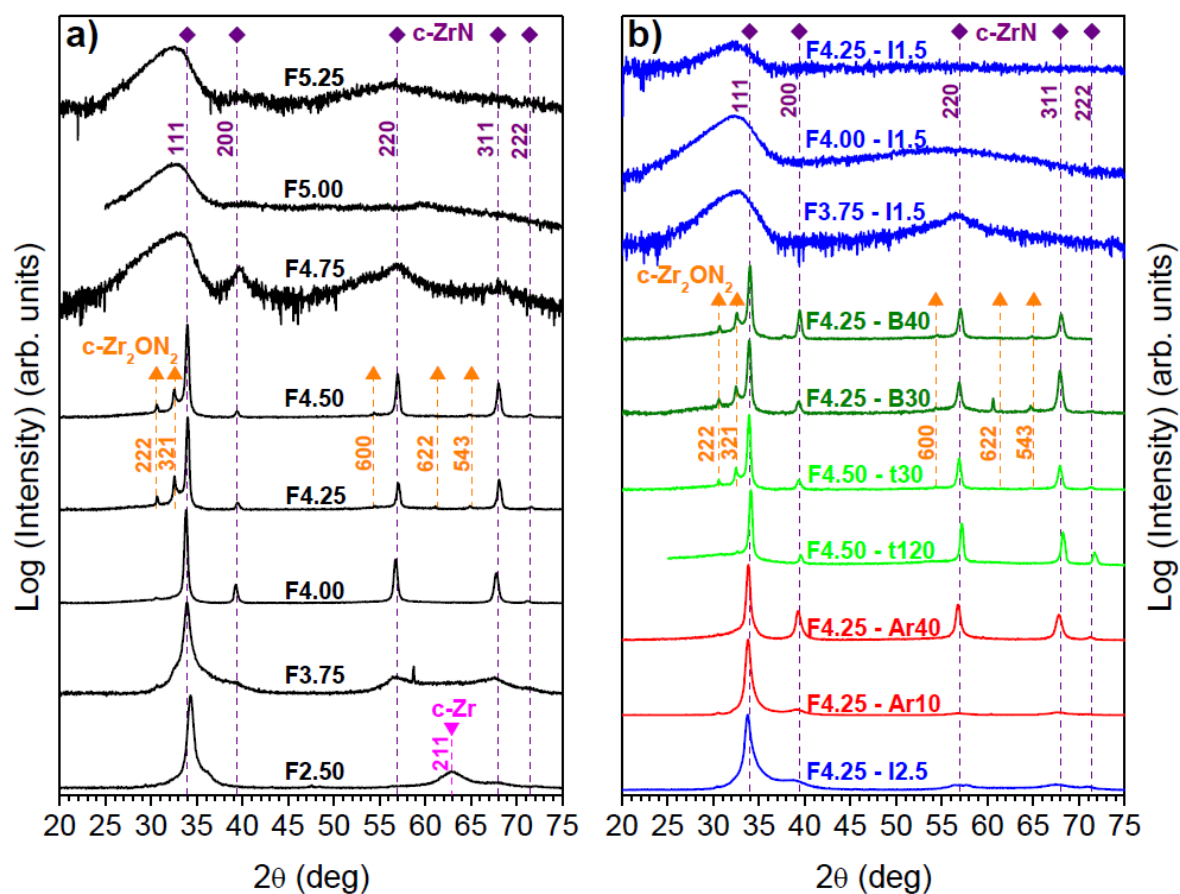 a)
c-ZrN
F5.25
111
200
220
311
222
F5.00
F4.75
c-Zr₂ON₂
F4.50
222
321
600
622
543
F4.25
F4.00
F3.75
c-Zr
211
F2.50
20 25 30 35 40 45 50 55 60 65 70 75
2θ (deg)
Log (Intensity) (arb. units)
b)
c-ZrN
F4.25 - I1.5
111
200
220
311
222
F4.00 - I1.5
F3.75 - I1.5
c-Zr₂ON₂
F4.25 - B40
F4.25 - B30
222
321
600
622
543
F4.50 - t30
F4.50 - t120
F4.25 - Ar40
F4.25 - Ar10
F4.25 - I2.5
20 25 30 35 40 45 50 55 60 65 70 75
2θ (deg)
Log (Intensity) (arb. units)